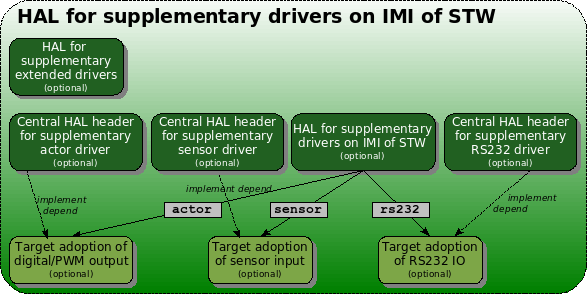 HAL for supplementary drivers on IMI of STW
HAL for
supplementary
extended drivers
(optional)
Central HAL header
for supplementary
actor driver
(optional)
Central HAL header
for supplementary
sensor driver
(optional)
HAL for supplementary
drivers on IMI of STW
(optional)
Central HAL header
for supplementary
RS232 driver
(optional)
implement
depend
actor
implement depend
sensor
rs232
implement
depend
Target adoption of
digital/PWM output
(optional)
Target adoption
of sensor input
(optional)
Target adoption
of RS232 IO
(optional)